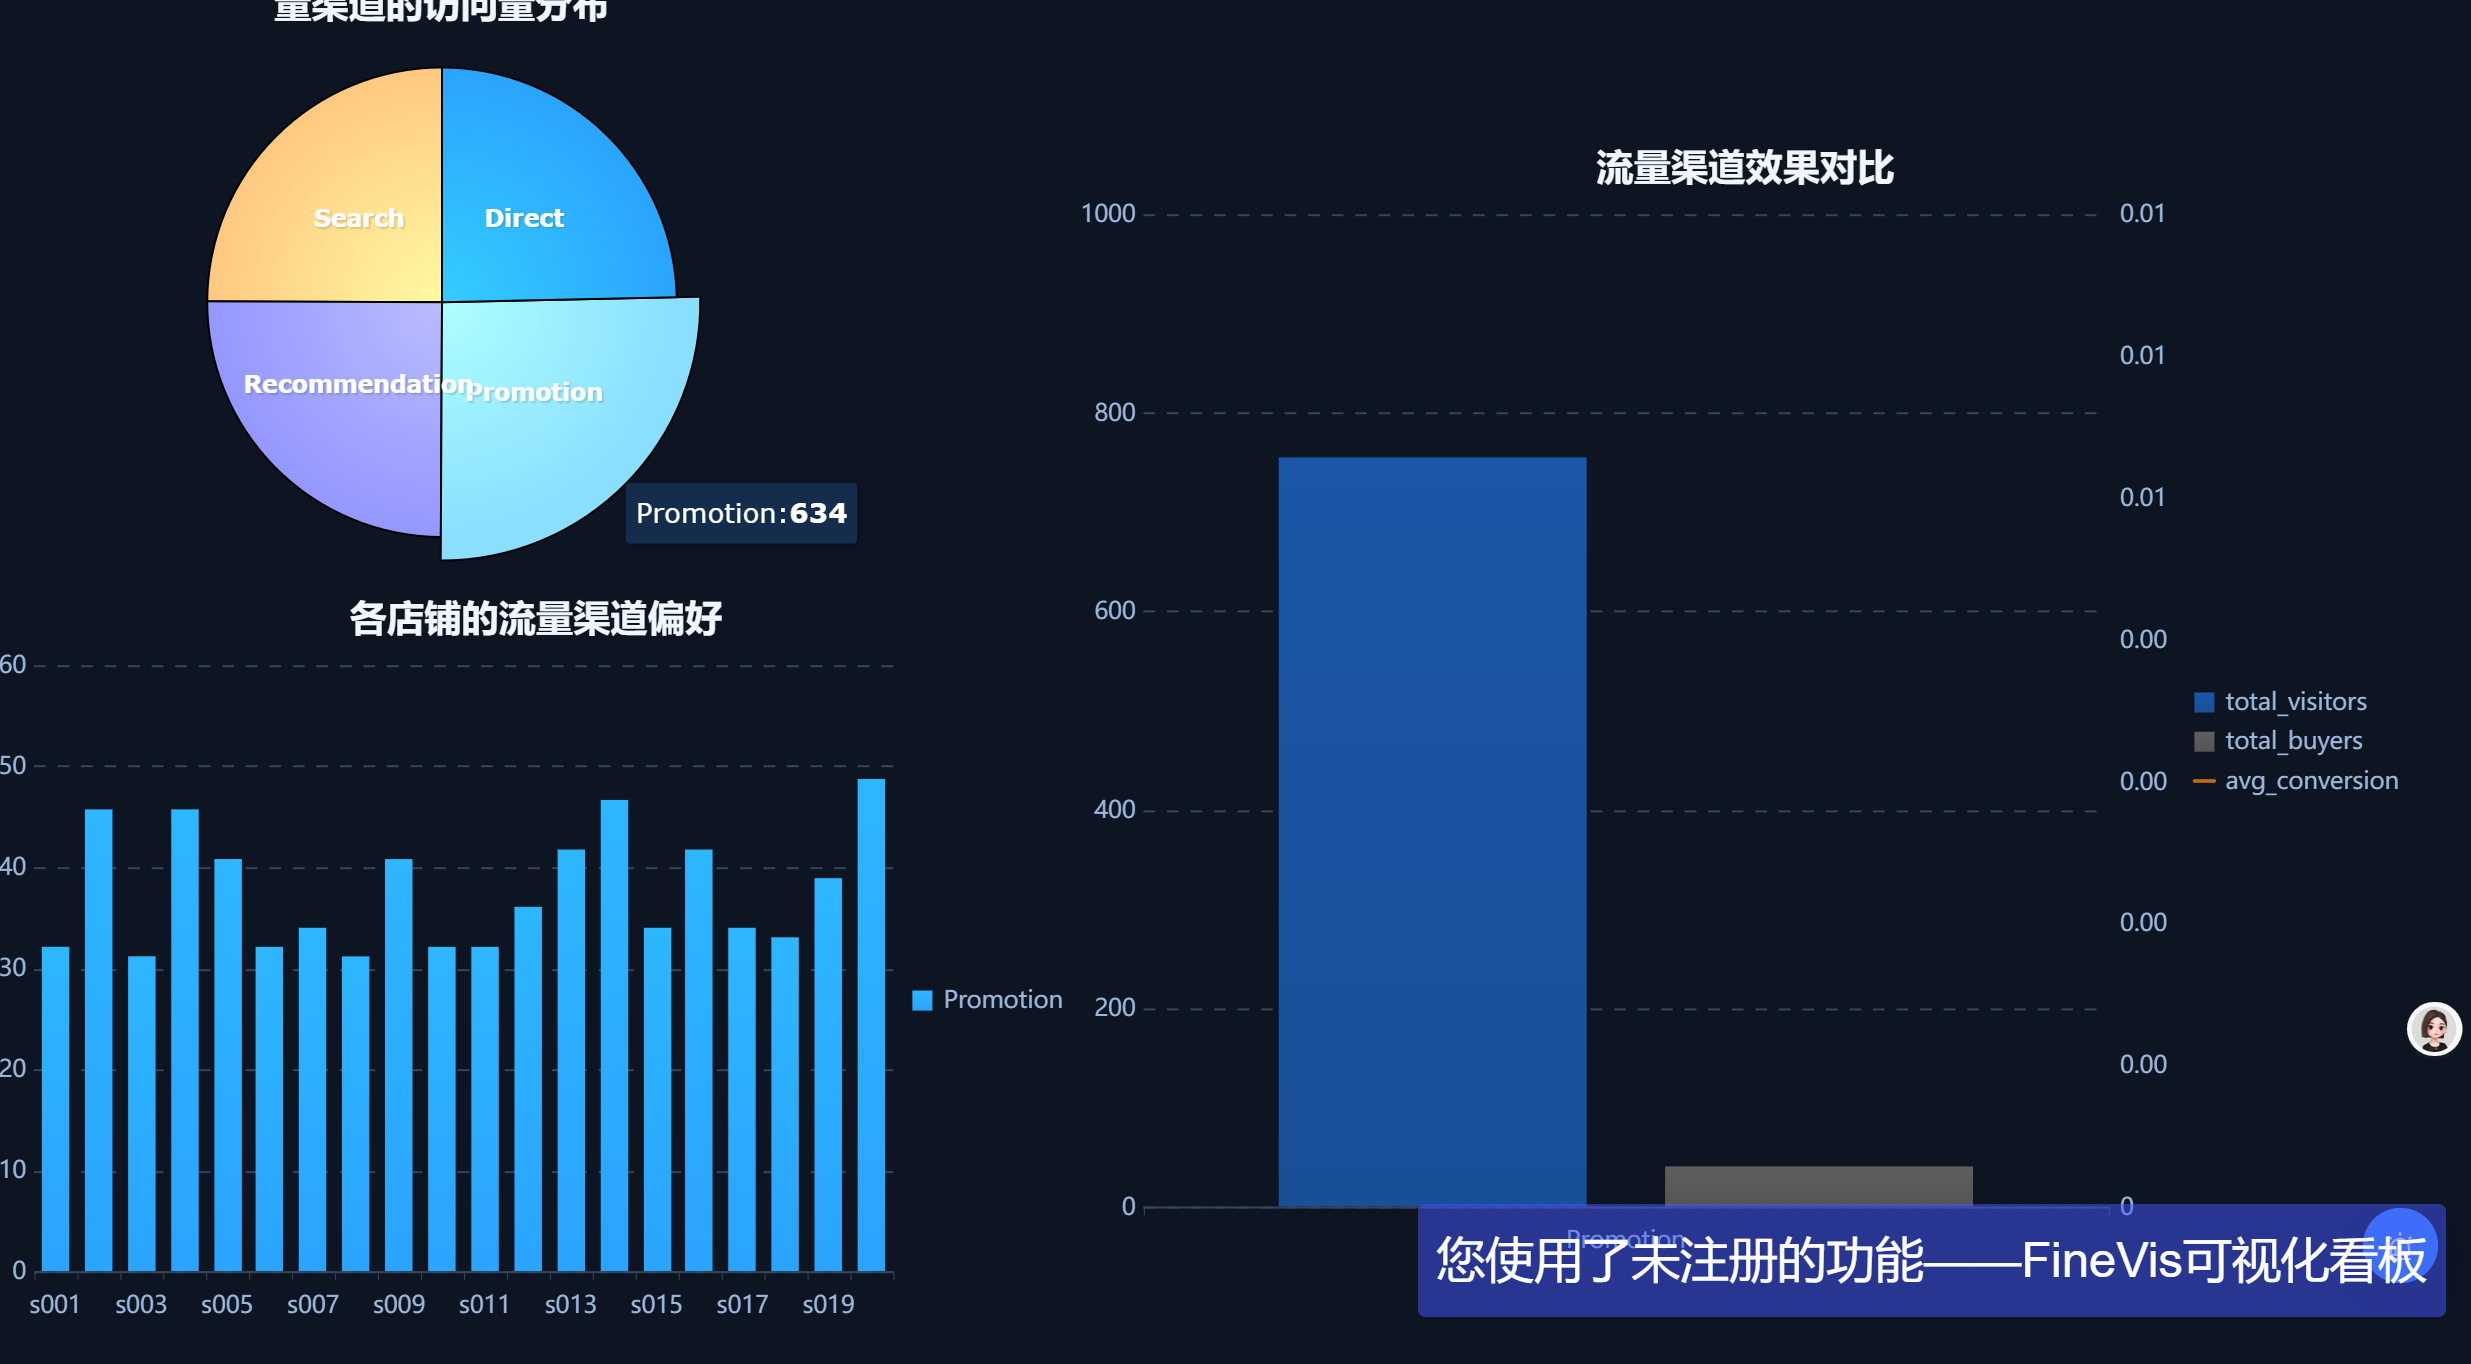 量渠道的访问量分布
Search
Direct
Recommendation
Promotion
Promotion:634
各店铺的流量渠道偏好
60
50
40
30
20
10
0
s001
s003
s005
s007
s009
s011
s013
s015
s017
s019
Promotion
流量渠道效果对比
1000
800
600
400
200
0
0.01
0.01
0.01
0.00
0.00
0.00
0.00
0
Promotion
total_visitors
total_buyers
avg_conversion
您使用了未注册的功能——FineVis可视化看板